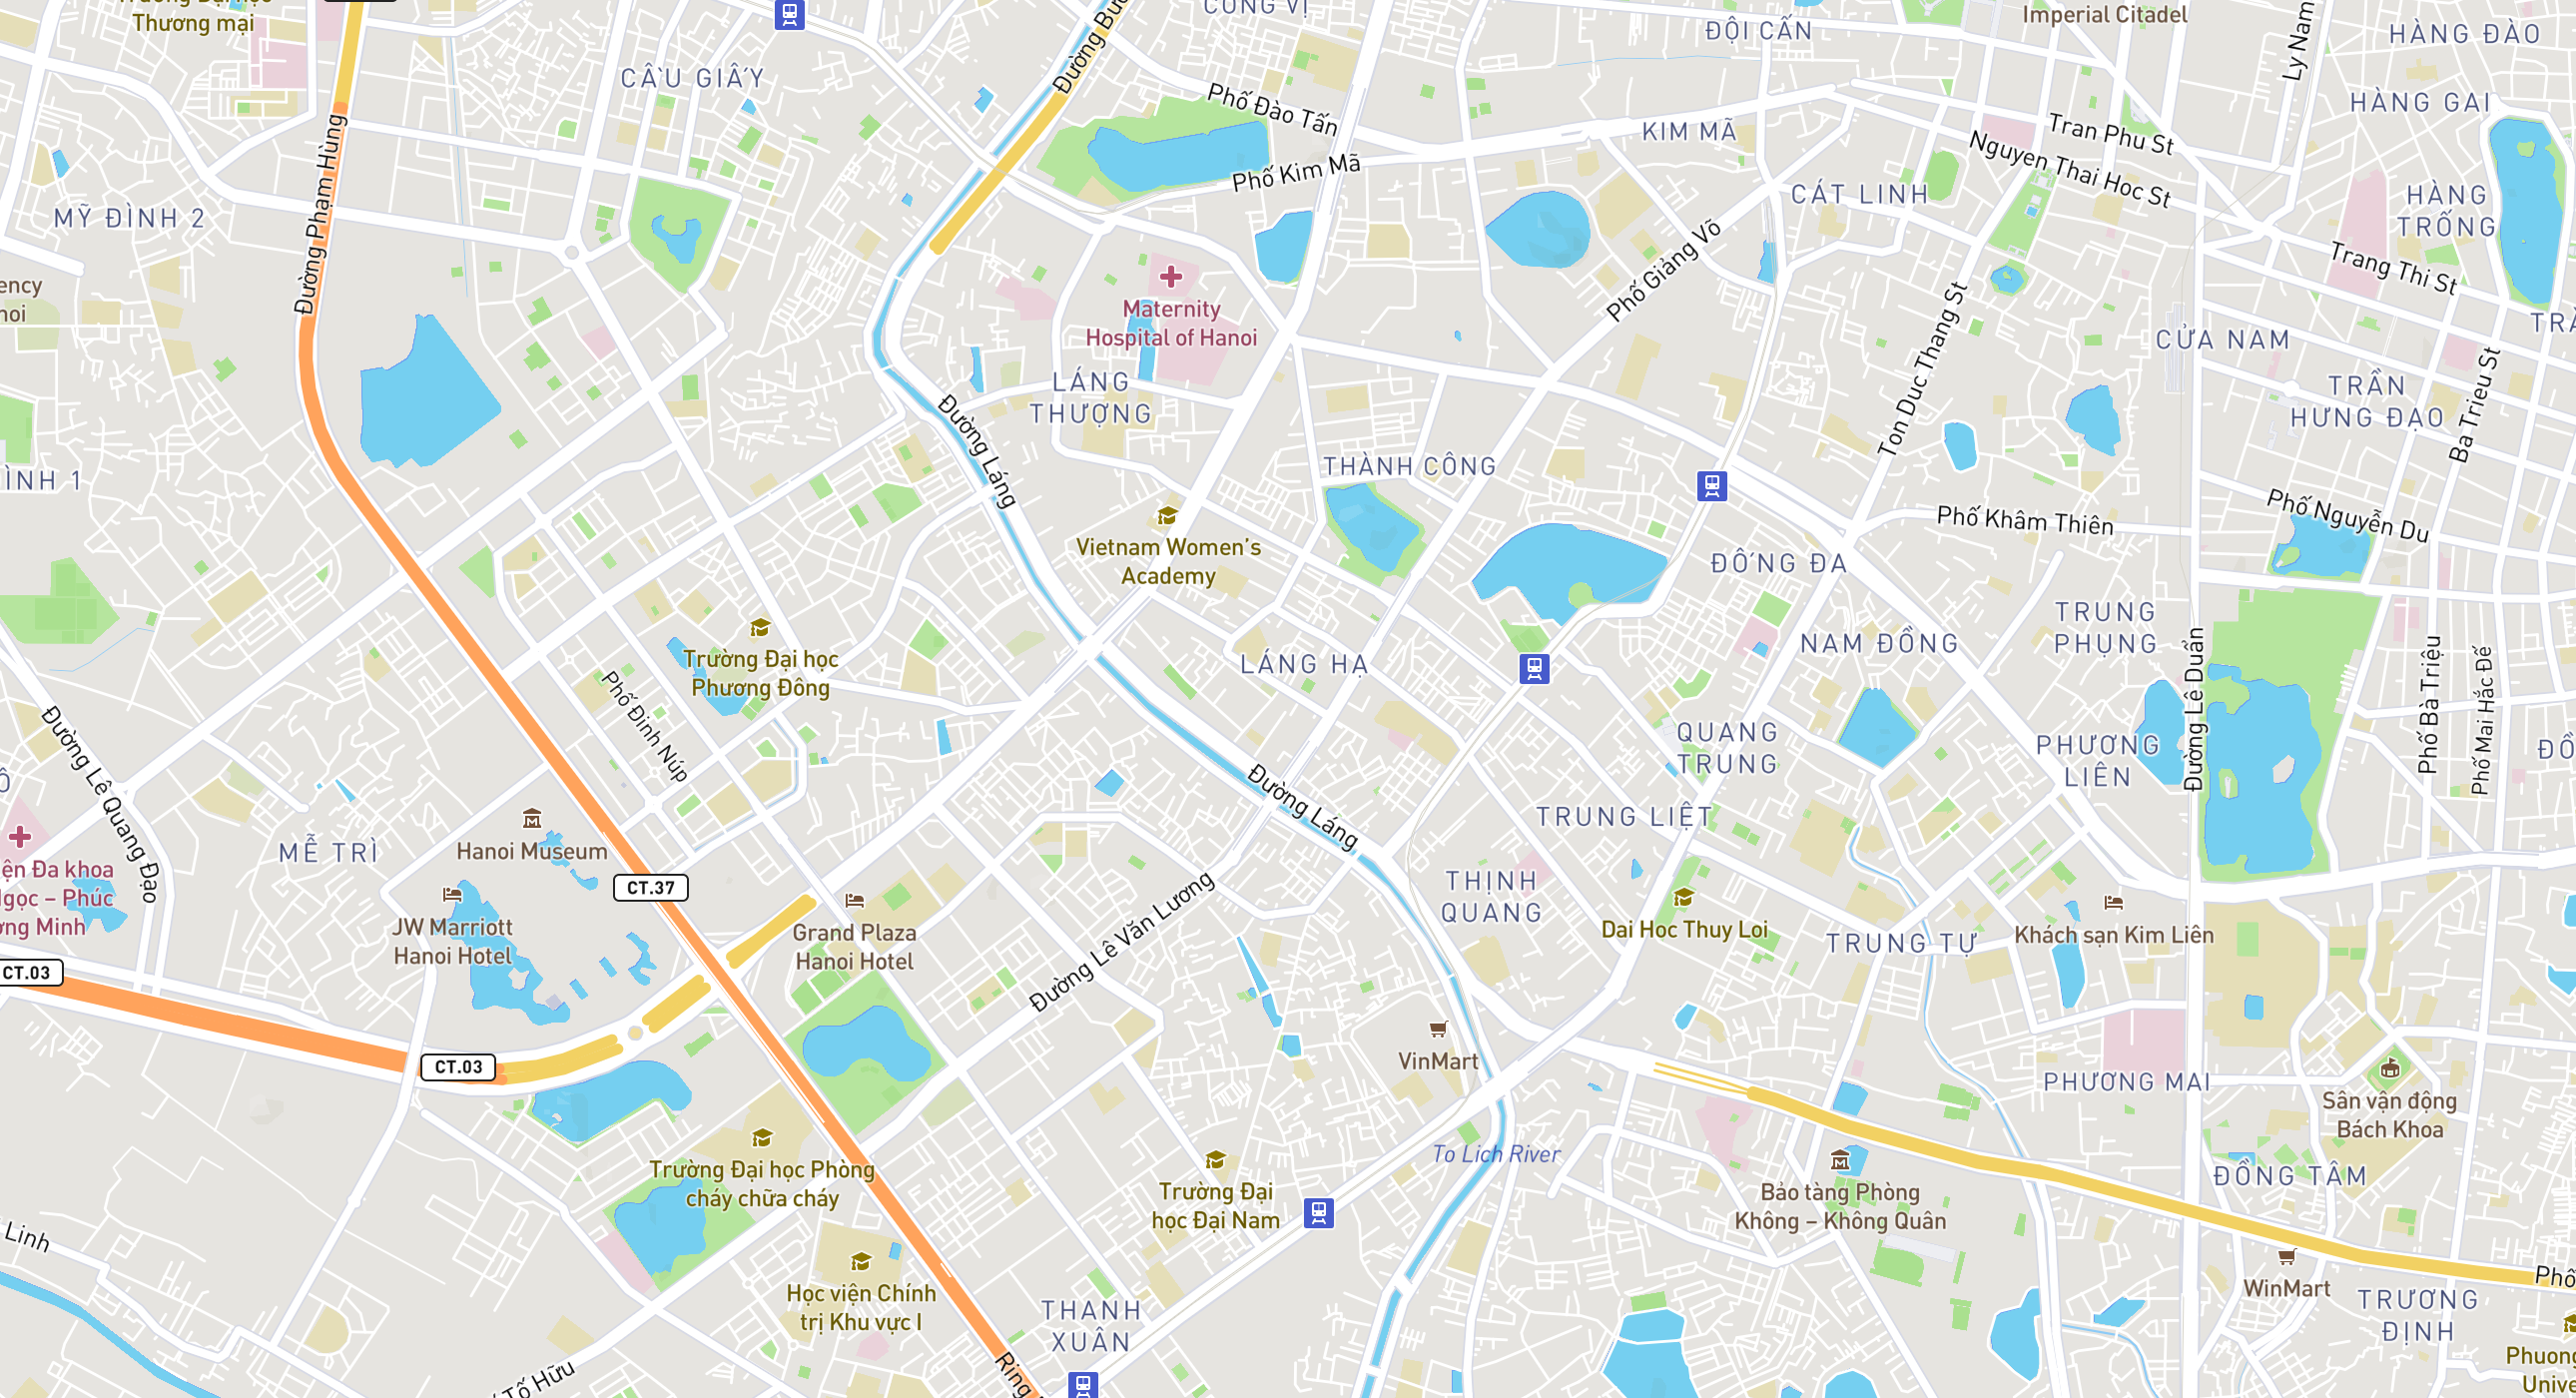 Thương mại
CẦU GIẤY
CỐNG VỊ
Đường Bưởi
ĐỘI CẤN
Imperial Citadel
Ly Nam
HÀNG ĐÀO
HÀNG GAI
Phố Đào Tấn
KIM MÃ
Tran Phu St
Nguyen Thai Hoc St
Phố Kim Mã
MỸ ĐÌNH 2
Đường Phạm Hùng
CÁT LINH
HÀNG
TRỐNG
Phố Giảng Võ
Trang Thi St
ency
noi
Maternity
Hospital of Hanoi
CỬA NAM
TRÀ
Ton Duc Thang St
LÁNG
THƯỢNG
Đường Láng
TRẦN
HƯNG ĐẠO
Ba Trieu St
ÌNH 1
THÀNH CÔNG
Vietnam Women's
Academy
Phố Khâm Thiên
Phố Nguyễn Du
ĐỐNG ĐA
TRUNG
PHỤNG
NAM ĐỒNG
Trường Đại học
Phương Đông
LÁNG HẠ
Phố Đinh Núp
Đường Lê Duẩn
Phố Bà Triệu
Phố Mai Hắc Đế
Đường Lê Quang Đạo
QUANG
TRUNG
PHƯƠNG
LIÊN
ĐỒ
Đường Láng
TRUNG LIỆT
MỄ TRÌ
Hanoi Museum
ện Đa khoa
Ngọc – Phúc
ờng Minh
CT.37
JW Marriott
Hanoi Hotel
Grand Plaza
Hanoi Hotel
Đường Lê Văn Lương
THỊNH
QUANG
Dai Hoc Thuy Loi
TRUNG TỰ
Khách sạn Kim Liên
CT.03
CT.03
VinMart
PHƯƠNG MAI
Sân vận động
Bách Khoa
To Lich River
Trường Đại học Phòng
cháy chữa cháy
Trường Đại
học Đại Nam
Bảo tàng Phòng
Không – Không Quân
ĐỒNG TÂM
Linh
Học viện Chính
trị Khu vực I
THANH
XUÂN
WinMart
Phố
TRƯƠNG
ĐỊNH
Tố Hữu
Ring
Phuong
Unive